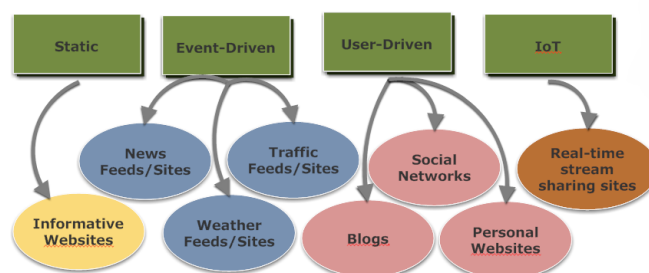 Static
Event-Driven
User-Driven
IoT
News
Feeds/Sites
Traffic
Feeds/Sites
Social
Networks
Real-time
stream
sharing sites
Informative
Websites
Weather
Feeds/Sites
Blogs
Personal
Websites